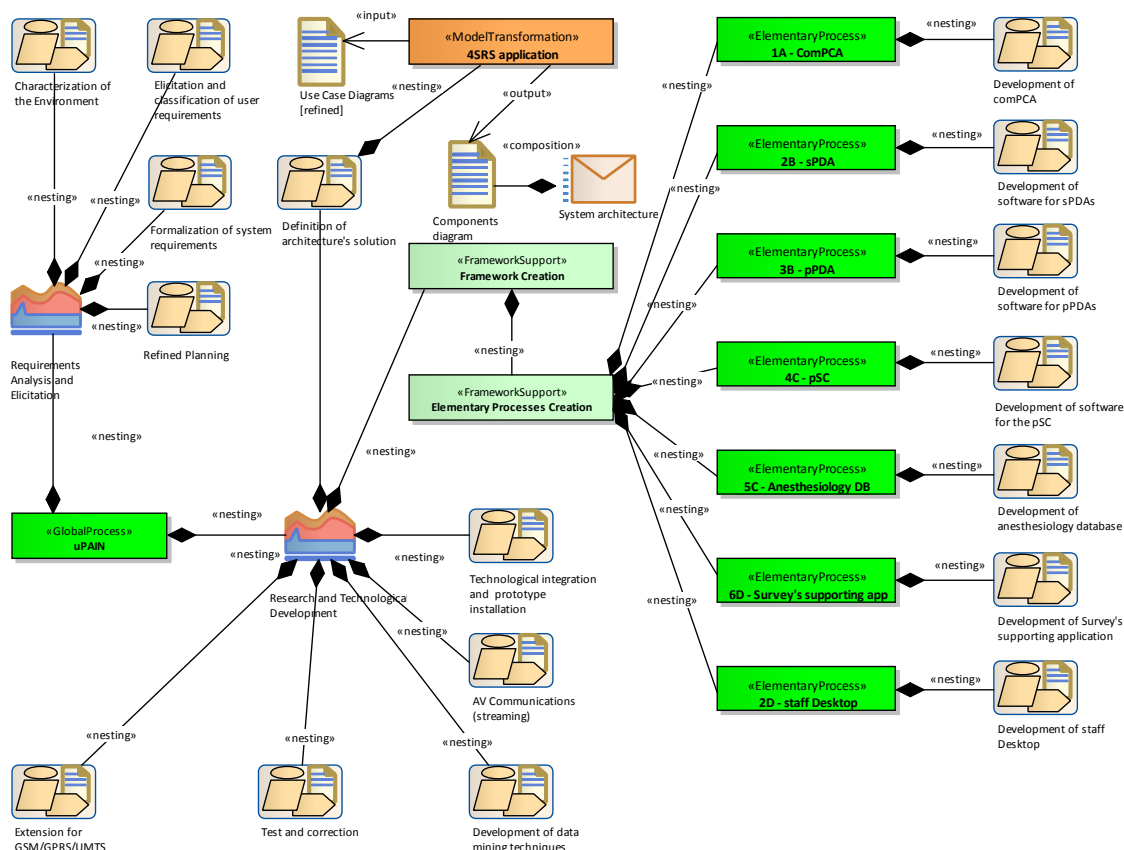 «input»
«ModelTransformation»
4SRS application
«nesting»
«output»
Use Case Diagrams
[refined]
Characterization of
the Environment
Elicitation and
classification of user
requirements
«nesting»
«nesting»
Formalization of system
requirements
«nesting»
«nesting»
Refined Planning
Requirements
Analysis and
Elicitation
«nesting»
Definition of
architecture's solution
«composition»
Components
diagram
System architecture
«FrameworkSupport»
Framework Creation
«nesting»
«FrameworkSupport»
Elementary Processes Creation
«nesting»
«GlobalProcess»
uPAIN
«nesting»
«nesting»
Research and Technological
Development
«nesting»
Technological integration
and prototype
installation
«nesting»
AV Communications
(streaming)
«nesting»
Extension for
GSM/GPRS/UMTS
«nesting»
Test and correction
«nesting»
Development of data
mining techniques
«nesting»
«nesting»
«nesting»
«nesting»
«nesting»
«nesting»
«nesting»
«ElementaryProcess»
1A - ComPCA
«nesting»
Development of
comPCA
«ElementaryProcess»
2B - sPDA
«nesting»
Development of
software for sPDAs
«ElementaryProcess»
3B - pPDA
«nesting»
Development of
software for pPDAs
«ElementaryProcess»
4C - pSC
«nesting»
Development of software
for the pSC
«ElementaryProcess»
5C - Anesthesiology DB
«nesting»
Development of
anesthesiology database
«ElementaryProcess»
6D - Survey's supporting app
«nesting»
Development of Survey's
supporting application
«ElementaryProcess»
2D - staff Desktop
«nesting»
Development of staff
Desktop